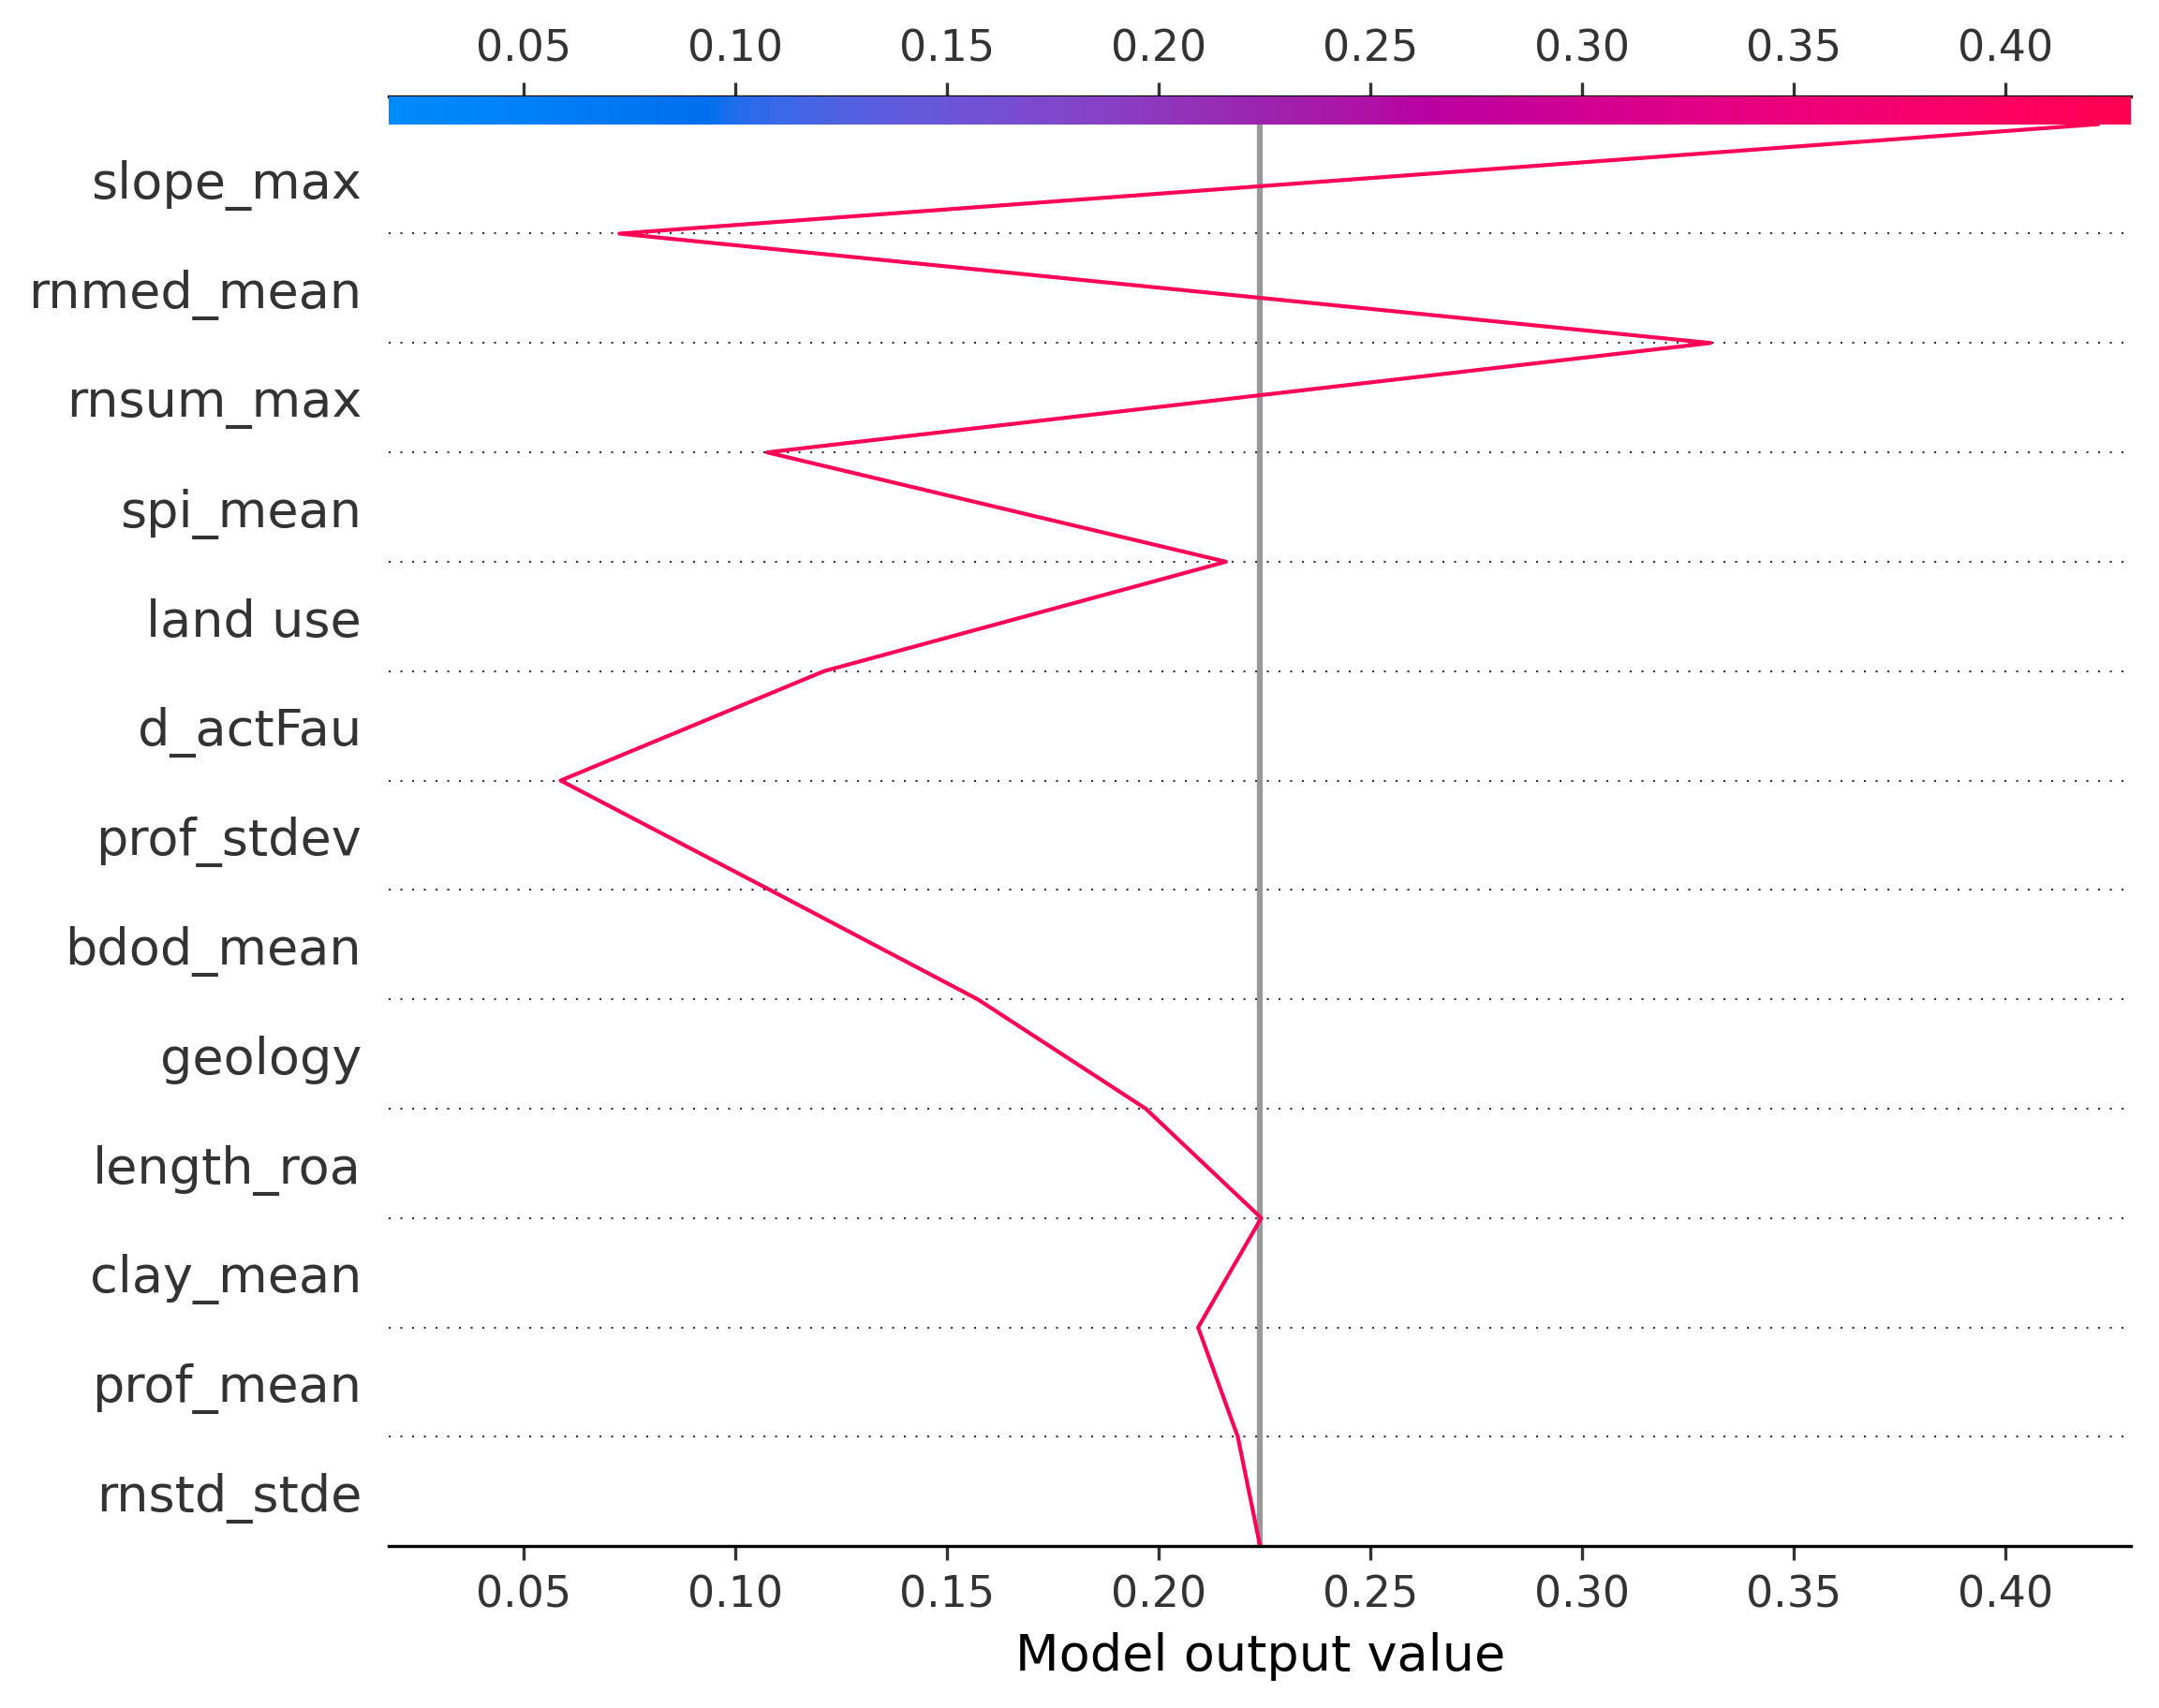 0.05 0.10 0.15 0.20 0.25 0.30 0.35 0.40
slope_max
rnmed_mean
rnsum_max
spi_mean
land use
d_actFau
prof_stdev
bdod_mean
geology
length_roa
clay_mean
prof_mean
rnstd_stde
0.05 0.10 0.15 0.20 0.25 0.30 0.35 0.40
Model output value